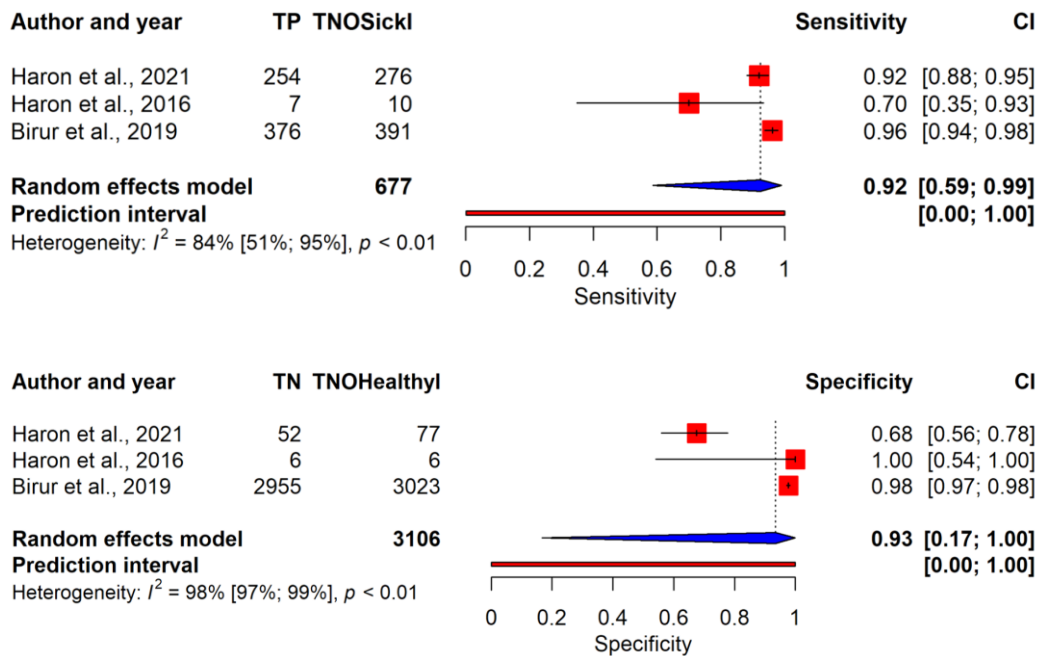 Author and year TP TNOSickl Sensitivity CI
Haron et al., 2021 254 276 0.92 [0.88; 0.95]
Haron et al., 2016 7 10 0.70 [0.35; 0.93]
Birur et al., 2019 376 391 0.96 [0.94; 0.98]
Random effects model 677 0.92 [0.59; 0.99]
Prediction interval [0.00; 1.00]
Heterogeneity: I² = 84% [51%; 95%], p < 0.01
0 0.2 0.4 0.6 0.8 1
Sensitivity
Author and year TN TNOHealthyl Specificity CI
Haron et al., 2021 52 77 0.68 [0.56; 0.78]
Haron et al., 2016 6 6 1.00 [0.54; 1.00]
Birur et al., 2019 2955 3023 0.98 [0.97; 0.98]
Random effects model 3106 0.93 [0.17; 1.00]
Prediction interval [0.00; 1.00]
Heterogeneity: I² = 98% [97%; 99%], p < 0.01
0 0.2 0.4 0.6 0.8 1
Specificity